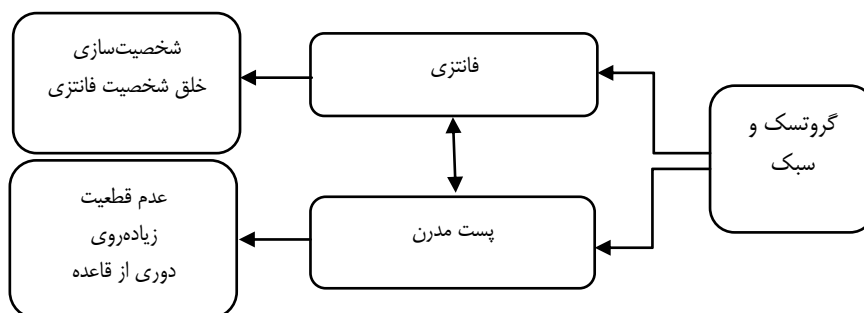 گروتسک و
سبک
فانتزی
شخصیت‌سازی
خلق شخصیت فانتزی
پست مدرن
عدم قطعیت
زیاده‌روی
دوری از قاعده